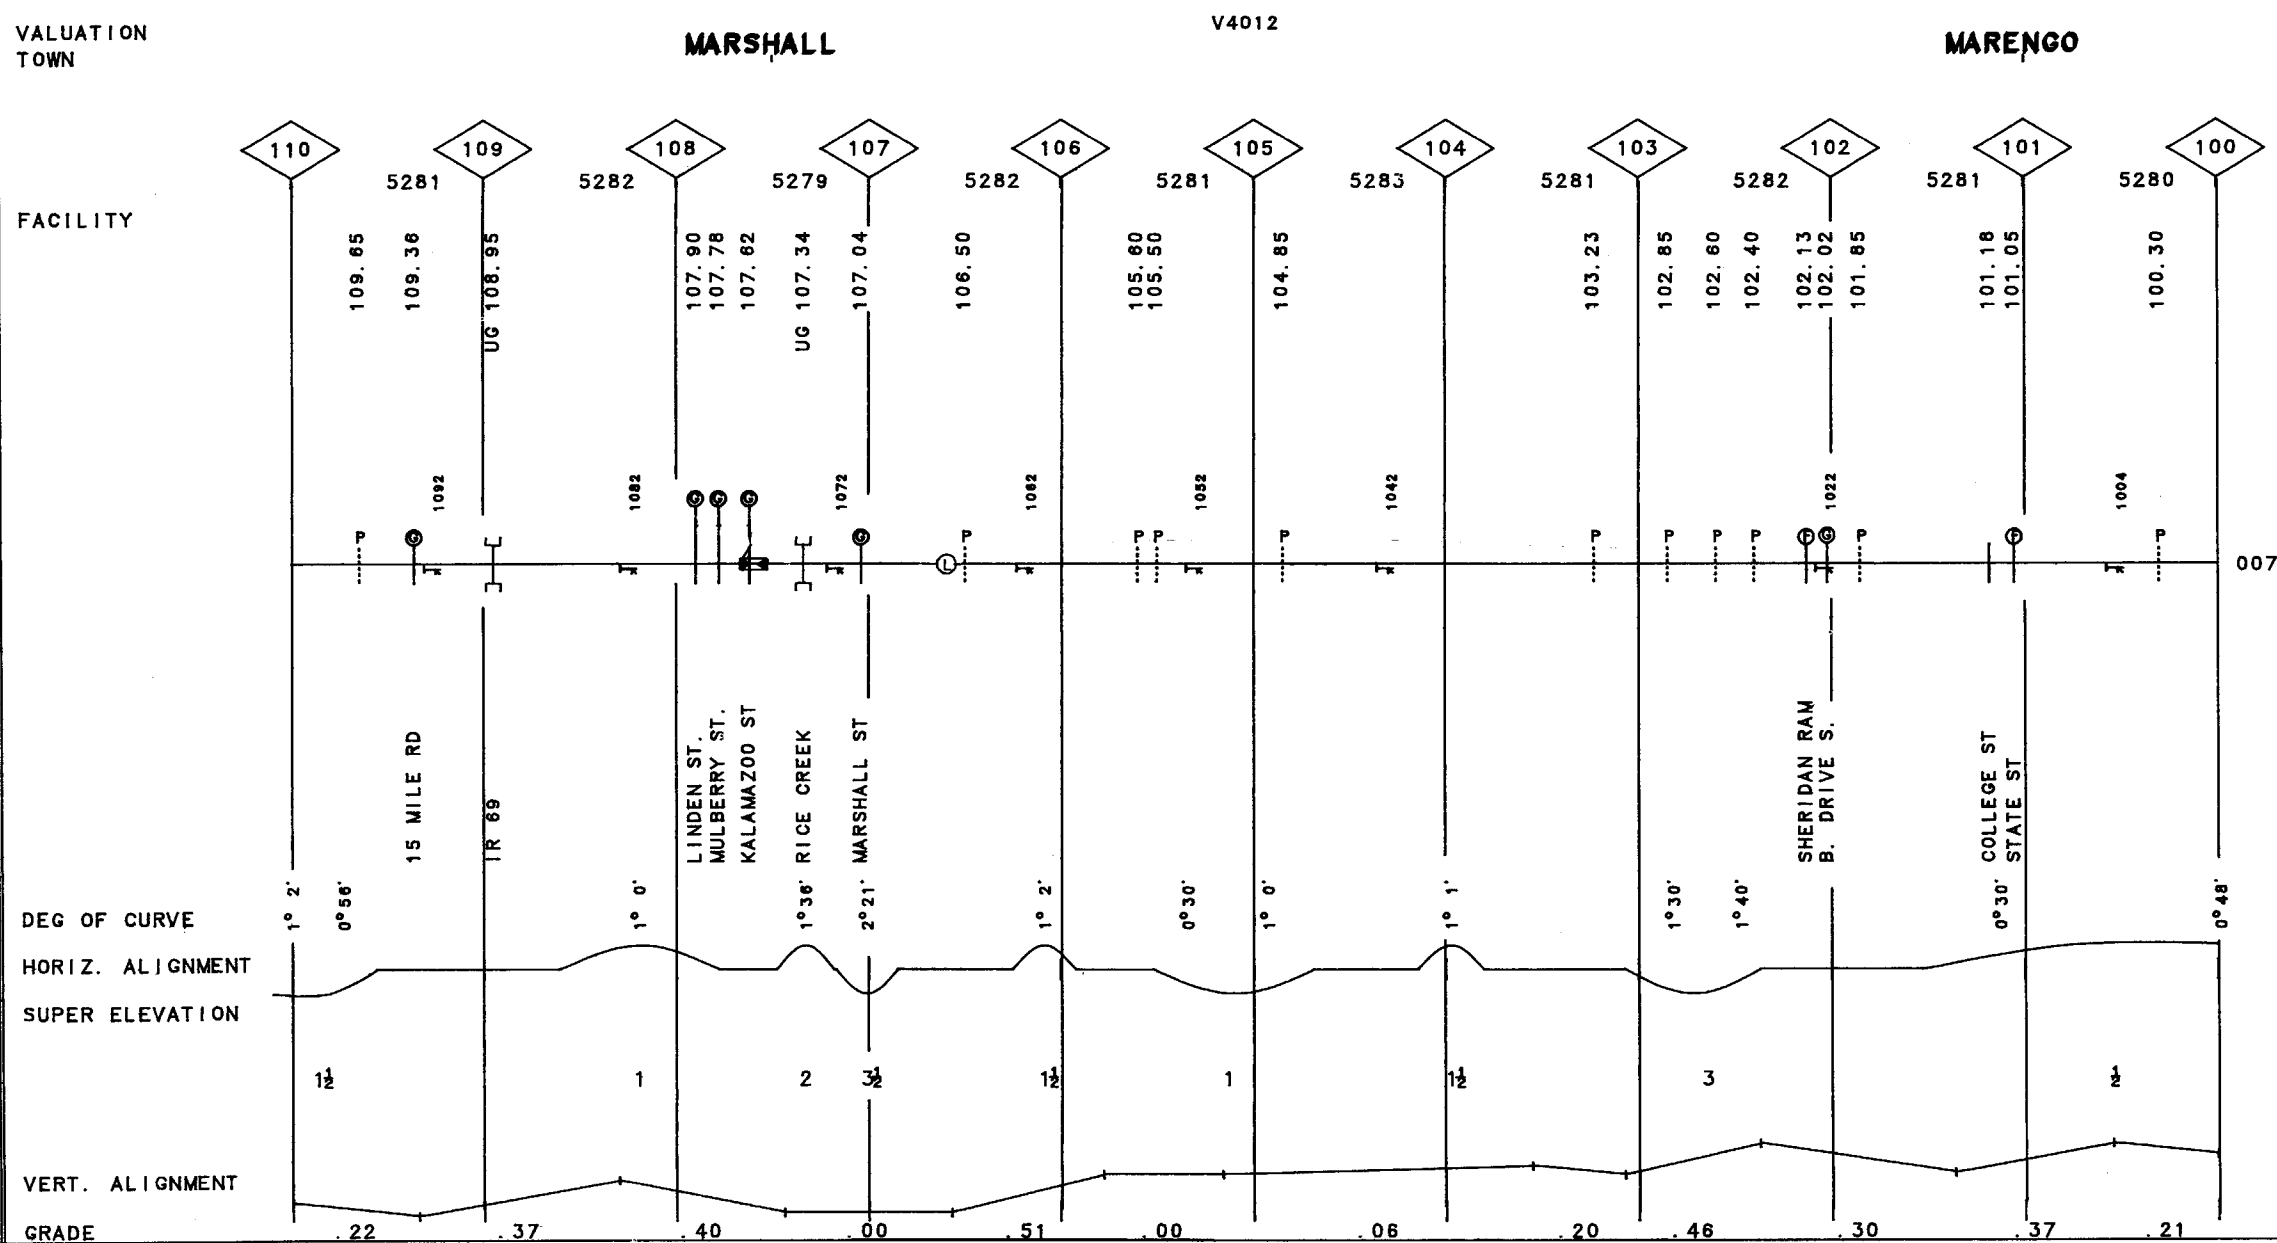 V4012
VALUATION
TOWN
MARSHALL
MARENGO
110 109 108 107 106 105 104 103 102 101 100
5281 5282 5279 5282 5281 5283 5281 5282 5281 5280
FACILITY
109.65
109.36
UG 108.95
107.90
107.78
107.62
UG 107.34
107.04
106.50
105.60
105.50
104.85
103.23
102.85
102.60
102.40
102.13
102.02
101.85
101.18
101.05
100.30
1092 1082 1072 1062 1052 1042 1022 1004
G G G
P G G L P P P P P P P P F G P F P
007
15 MILE RD
IR 69
LINDEN ST.
MULBERRY ST.
KALAMAZOO ST
RICE CREEK
MARSHALL ST
SHERIDAN RAM
B. DRIVE S.
COLLEGE ST
STATE ST
DEG OF CURVE
1° 2' 0°56' 1° 0' 1°36' 2°21' 1° 2' 0°30' 1° 0' 1° 1' 1°30' 1°40' 0°30' 0°48'
HORIZ. ALIGNMENT
SUPER ELEVATION
1½ 1 2 3½ 1½ 1 1½ 3 ½
VERT. ALIGNMENT
GRADE .22 .37 .40 .00 .51 .00 .06 .20 .46 .30 .37 .21